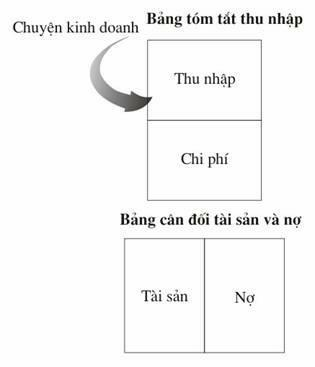 Chuyện kinh doanh
Bảng tóm tắt thu nhập
Thu nhập
Chi phí
Bảng cân đối tài sản và nợ
Tài sản
Nợ